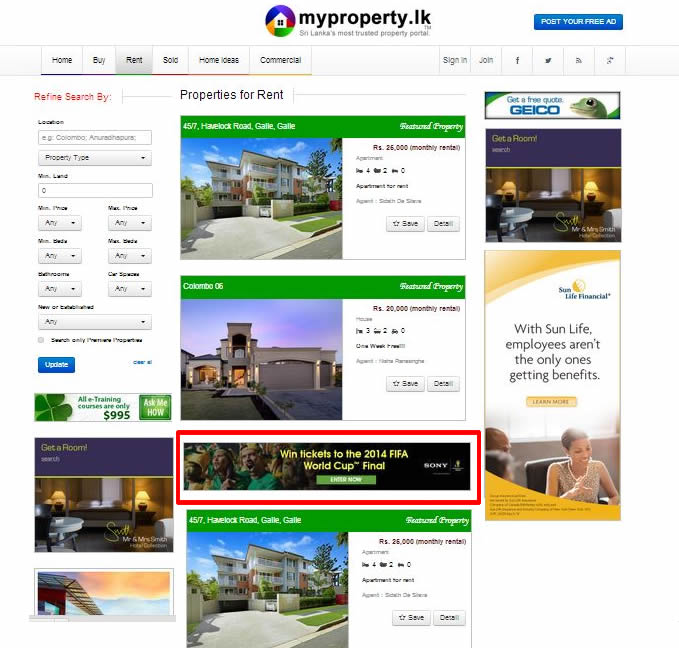 myproperty.lk
TM
Sri Lanka's most trusted property portal.
POST YOUR FREE AD
Home
Buy
Rent
Sold
Home Ideas
Commercial
Sign In
Join
Refine Search By:
Location
e.g: Colombo; Anuradhapura;
Property Type
Min. Land
0
Min. Price
Max. Price
Any
Any
Min. Beds
Max. Beds
Any
Any
Bathrooms
Car Spaces
Any
Any
New or Established
Any
Search only Premiere Properties
Update
clear all
All e-Training
courses are only
$995
Ask Me
HOW
Get a Room!
search
Smith
Mr & Mrs Smith
Hotel Collection
Properties for Rent
45/7, Havelock Road, Galle, Galle
Featured Property
Rs. 25,000 (monthly rental)
Apartment
4 2 0
Apartment for rent
Agent : Sidath De Silava
Save
Detail
Colombo 06
Featured Property
Rs. 20,000 (monthly rental)
House
3 2 0
One Week Free!!!
Agent : Nisha Ranasinghe
Save
Detail
Win tickets to the 2014 FIFA
World Cup™ Final
ENTER NOW
SONY
45/7, Havelock Road, Galle, Galle
Featured Property
Rs. 25,000 (monthly rental)
Apartment
4 2 0
Apartment for rent
Agent : Sidath De Silava
Save
Detail
Get a free quote.
GEICO
Get a Room!
search
Smith
Mr & Mrs Smith
Hotel Collection
Sun
Life Financial
With Sun Life,
employees aren't
the only ones
getting benefits.
LEARN MORE